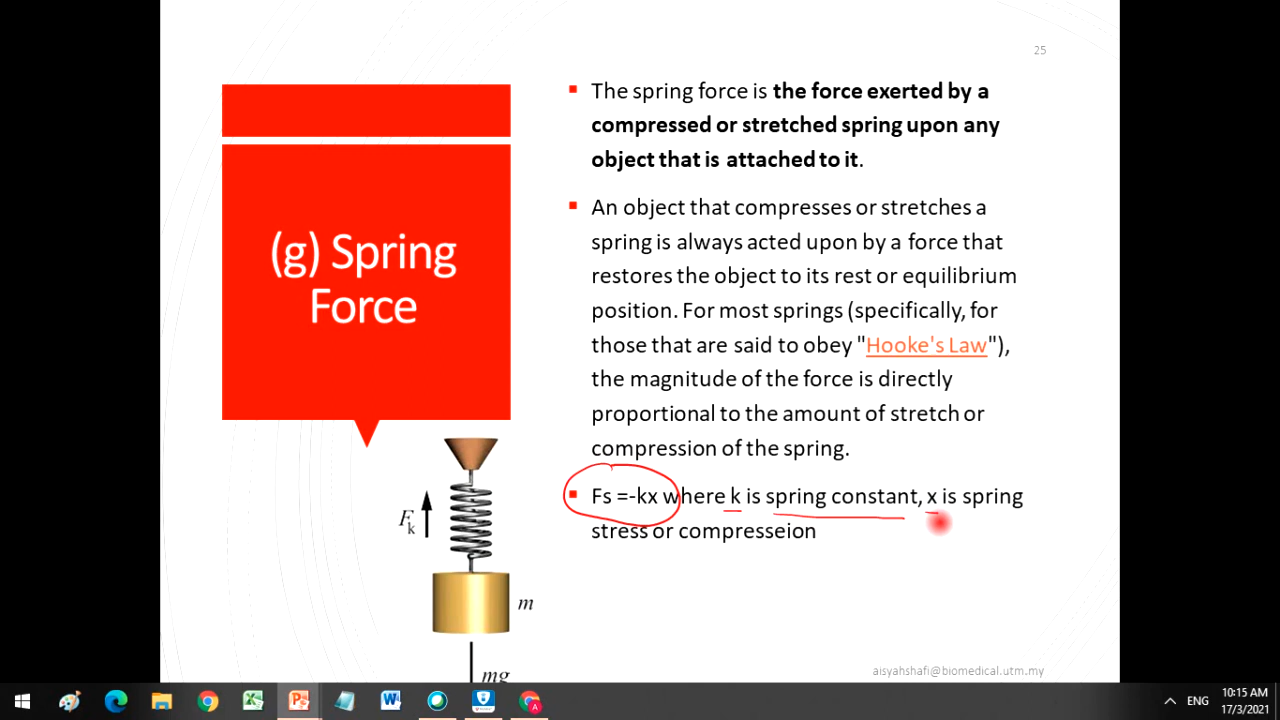 25
(g) Spring
Force
The spring force is the force exerted by a
compressed or stretched spring upon any
object that is attached to it.
An object that compresses or stretches a
spring is always acted upon by a force that
restores the object to its rest or equilibrium
position. For most springs (specifically, for
those that are said to obey "Hooke's Law"),
the magnitude of the force is directly
proportional to the amount of stretch or
compression of the spring.
Fs =-kx where k is spring constant, x is spring
stress or compresseion
Fk
m
mg
aisyahshafi@biomedical.utm.my
ENG
10:15 AM
17/3/2021